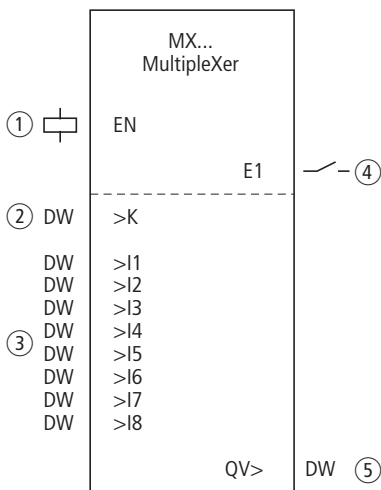 MX...
MultipleXer
1 EN
E1 4
2 DW >K
DW >I1
DW >I2
DW >I3
3 DW >I4
DW >I5
DW >I6
DW >I7
DW >I8
QV> DW 5